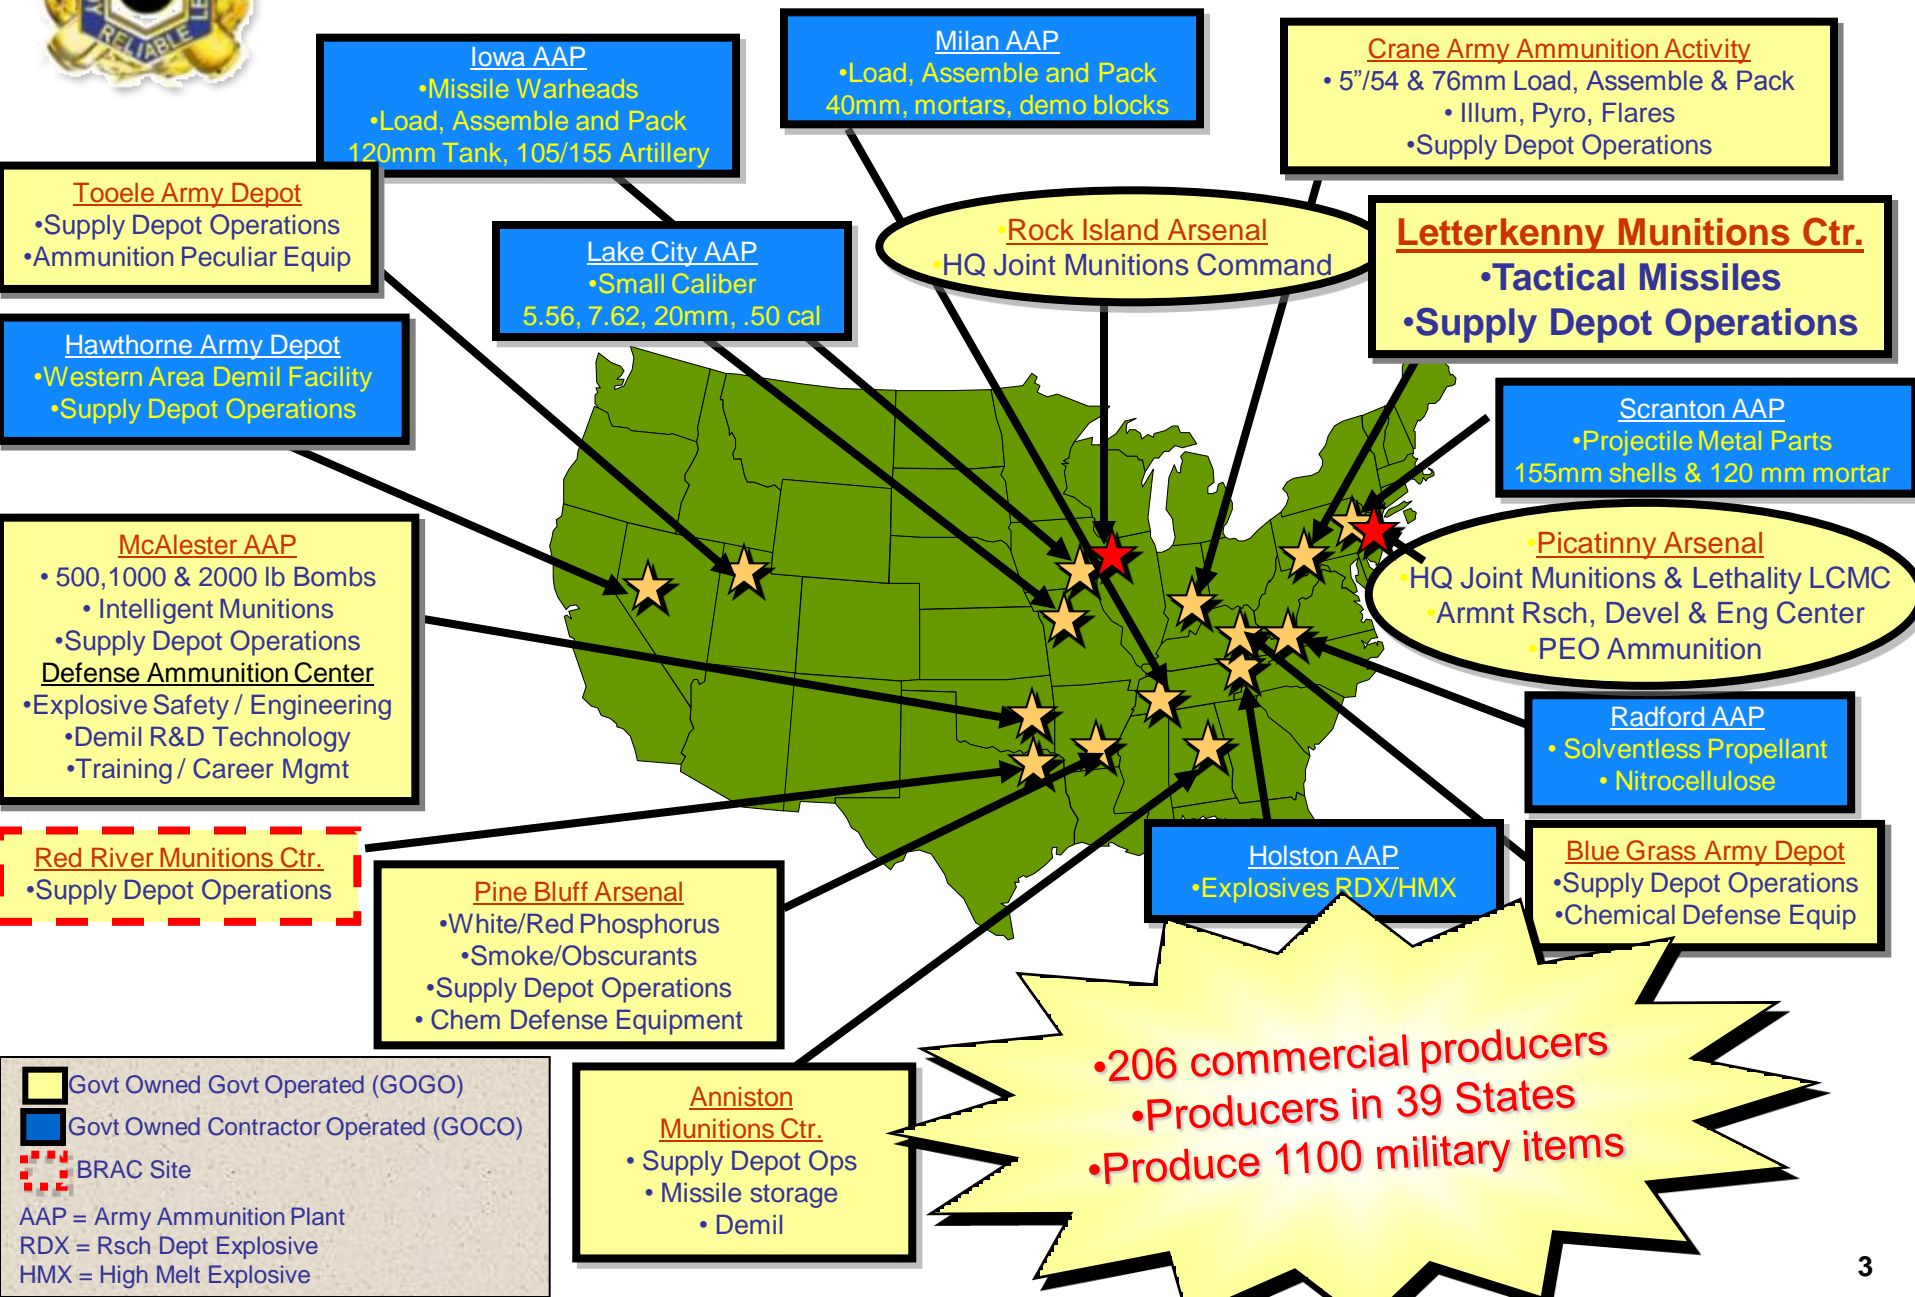 RELIABLE
Iowa AAP
•Missile Warheads
•Load, Assemble and Pack
120mm Tank, 105/155 Artillery
Milan AAP
•Load, Assemble and Pack
40mm, mortars, demo blocks
Crane Army Ammunition Activity
• 5”/54 & 76mm Load, Assemble & Pack
• Illum, Pyro, Flares
•Supply Depot Operations
Tooele Army Depot
•Supply Depot Operations
•Ammunition Peculiar Equip
Lake City AAP
•Small Caliber
5.56, 7.62, 20mm, .50 cal
•Rock Island Arsenal
•HQ Joint Munitions Command
Letterkenny Munitions Ctr.
•Tactical Missiles
•Supply Depot Operations
Hawthorne Army Depot
•Western Area Demil Facility
•Supply Depot Operations
Scranton AAP
•Projectile Metal Parts
155mm shells & 120 mm mortar
McAlester AAP
• 500,1000 & 2000 lb Bombs
• Intelligent Munitions
•Supply Depot Operations
Defense Ammunition Center
•Explosive Safety / Engineering
•Demil R&D Technology
•Training / Career Mgmt
•Picatinny Arsenal
•HQ Joint Munitions & Lethality LCMC
•Armnt Rsch, Devel & Eng Center
•PEO Ammunition
Radford AAP
• Solventless Propellant
• Nitrocellulose
Red River Munitions Ctr.
•Supply Depot Operations
Pine Bluff Arsenal
•White/Red Phosphorus
•Smoke/Obscurants
•Supply Depot Operations
• Chem Defense Equipment
Holston AAP
•Explosives RDX/HMX
Blue Grass Army Depot
•Supply Depot Operations
•Chemical Defense Equip
Anniston
Munitions Ctr.
• Supply Depot Ops
• Missile storage
• Demil
•206 commercial producers
•Producers in 39 States
•Produce 1100 military items
Govt Owned Govt Operated (GOGO)
Govt Owned Contractor Operated (GOCO)
BRAC Site
AAP = Army Ammunition Plant
RDX = Rsch Dept Explosive
HMX = High Melt Explosive
3